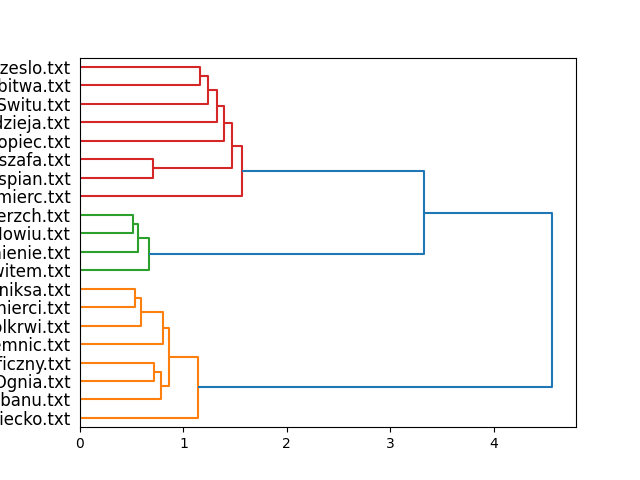 zeslo.txt
bitwa.txt
Switu.txt
dzieja.txt
opiec.txt
szafa.txt
spian.txt
mierc.txt
erzch.txt
Nowiu.txt
nienie.txt
witem.txt
niksa.txt
mierci.txt
olkrwi.txt
emnic.txt
ficzny.txt
Ognia.txt
banu.txt
iecko.txt
0 1 2 3 4